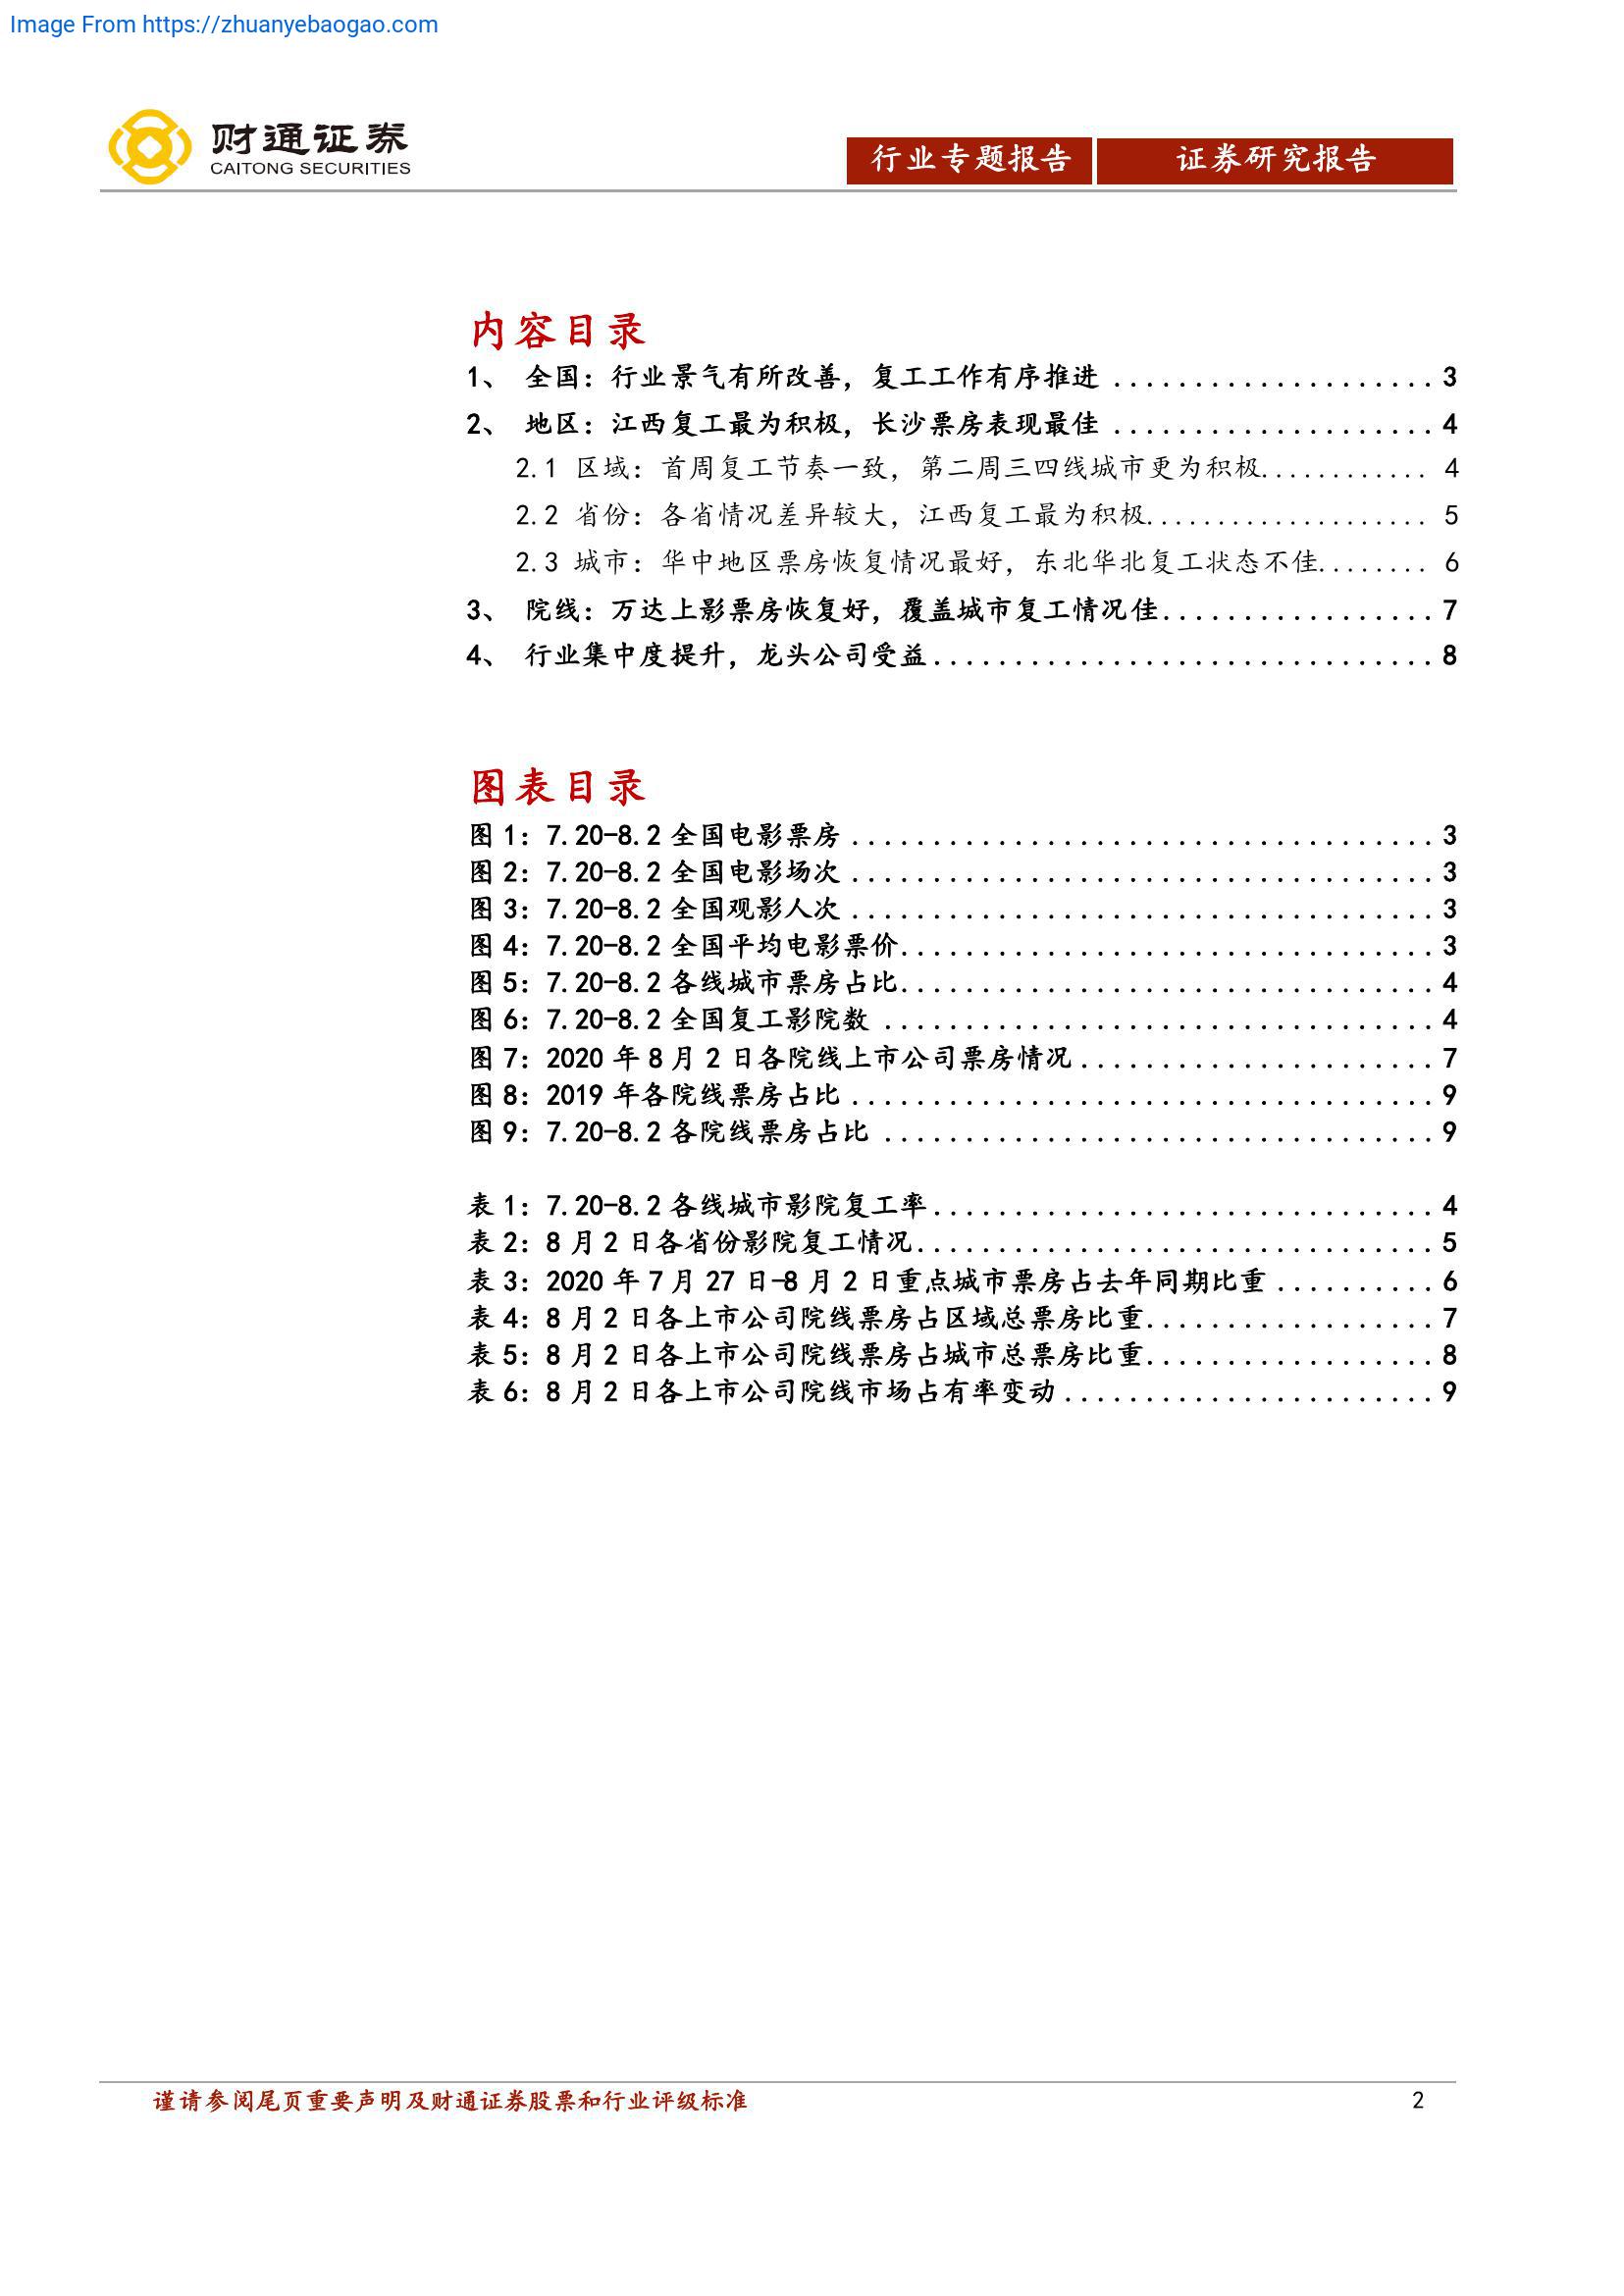 Image From https://zhuanyebaogao.com
财通证券
CAITONG SECURITIES
行业专题报告 证券研究报告
内容目录
1、 全国：行业景气有所改善，复工工作有序推进 .................... 3
2、 地区：江西复工最为积极，长沙票房表现最佳 .................... 4
2.1 区域：首周复工节奏一致，第二周三四线城市更为积极............ 4
2.2 省份：各省情况差异较大，江西复工最为积极.................... 5
2.3 城市：华中地区票房恢复情况最好，东北华北复工状态不佳........ 6
3、 院线：万达上影票房恢复好，覆盖城市复工情况佳................. 7
4、 行业集中度提升，龙头公司受益............................... 8
图表目录
图 1：7.20-8.2 全国电影票房 .................................... 3
图 2：7.20-8.2 全国电影场次 .................................... 3
图 3：7.20-8.2 全国观影人次 .................................... 3
图 4：7.20-8.2 全国平均电影票价................................. 3
图 5：7.20-8.2 各线城市票房占比................................. 4
图 6：7.20-8.2 全国复工影院数 .................................. 4
图 7：2020 年 8 月 2 日各院线上市公司票房情况...................... 7
图 8：2019 年各院线票房占比 .................................... 9
图 9：7.20-8.2 各院线票房占比 .................................. 9
表 1：7.20-8.2 各线城市影院复工率............................... 4
表 2：8 月 2 日各省份影院复工情况................................ 5
表 3：2020 年 7 月 27 日-8 月 2 日重点城市票房占去年同期比重 .......... 6
表 4：8 月 2 日各上市公司院线票房占区域总票房比重.................. 7
表 5：8 月 2 日各上市公司院线票房占城市总票房比重.................. 8
表 6：8 月 2 日各上市公司院线市场占有率变动 ....................... 9
谨请参阅尾页重要声明及财通证券股票和行业评级标准 2